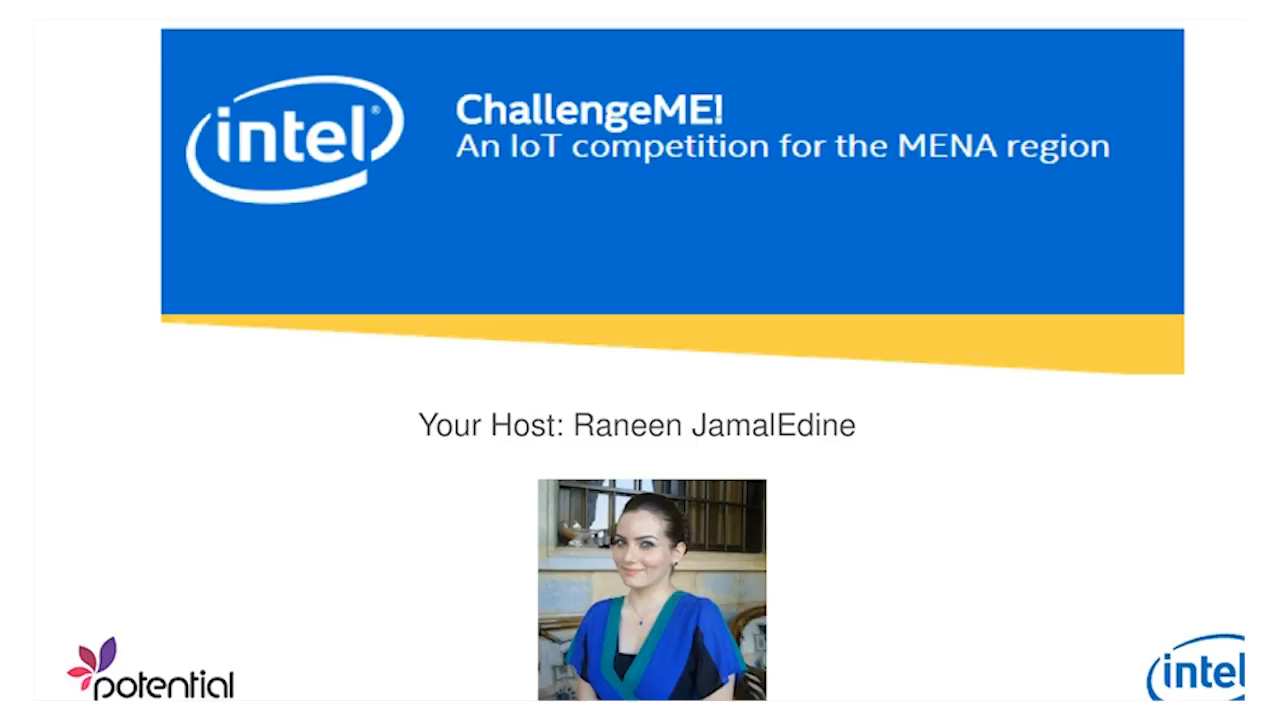 intel®
ChallengeME!
An IoT competition for the MENA region
Your Host: Raneen JamalEdine
potential
intel